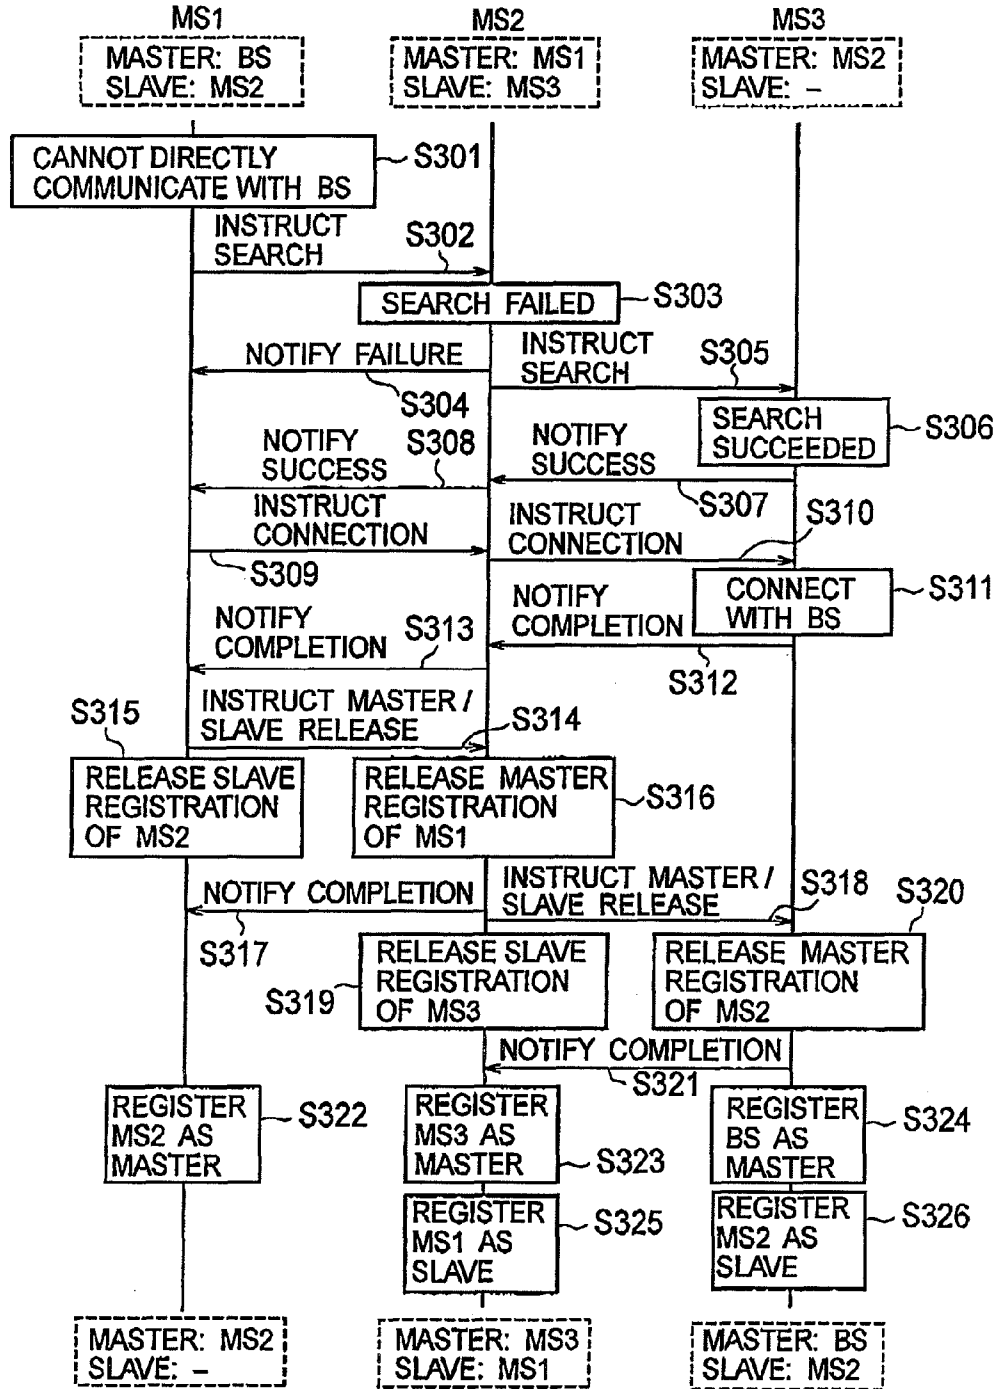 MS1
MS2
MS3
MASTER: BS
SLAVE: MS2
MASTER: MS1
SLAVE: MS3
MASTER: MS2
SLAVE: –
CANNOT DIRECTLY
COMMUNICATE WITH BS
S301
INSTRUCT
SEARCH
S302
SEARCH FAILED
S303
NOTIFY FAILURE
S304
INSTRUCT
SEARCH
S305
SEARCH
SUCCEEDED
S306
NOTIFY
SUCCESS
S308
NOTIFY
SUCCESS
S307
INSTRUCT
CONNECTION
S309
INSTRUCT
CONNECTION
S310
CONNECT
WITH BS
S311
NOTIFY
COMPLETION
S313
NOTIFY
COMPLETION
S312
INSTRUCT MASTER /
SLAVE RELEASE
S314
S315
RELEASE SLAVE
REGISTRATION
OF MS2
RELEASE MASTER
REGISTRATION
OF MS1
S316
NOTIFY COMPLETION
S317
INSTRUCT MASTER /
SLAVE RELEASE
S318
S320
RELEASE SLAVE
REGISTRATION
OF MS3
S319
RELEASE MASTER
REGISTRATION
OF MS2
NOTIFY COMPLETION
S321
REGISTER
MS2 AS
MASTER
S322
REGISTER
MS3 AS
MASTER
S323
REGISTER
BS AS
MASTER
S324
REGISTER
MS1 AS
SLAVE
S325
REGISTER
MS2 AS
SLAVE
S326
MASTER: MS2
SLAVE: –
MASTER: MS3
SLAVE: MS1
MASTER: BS
SLAVE: MS2